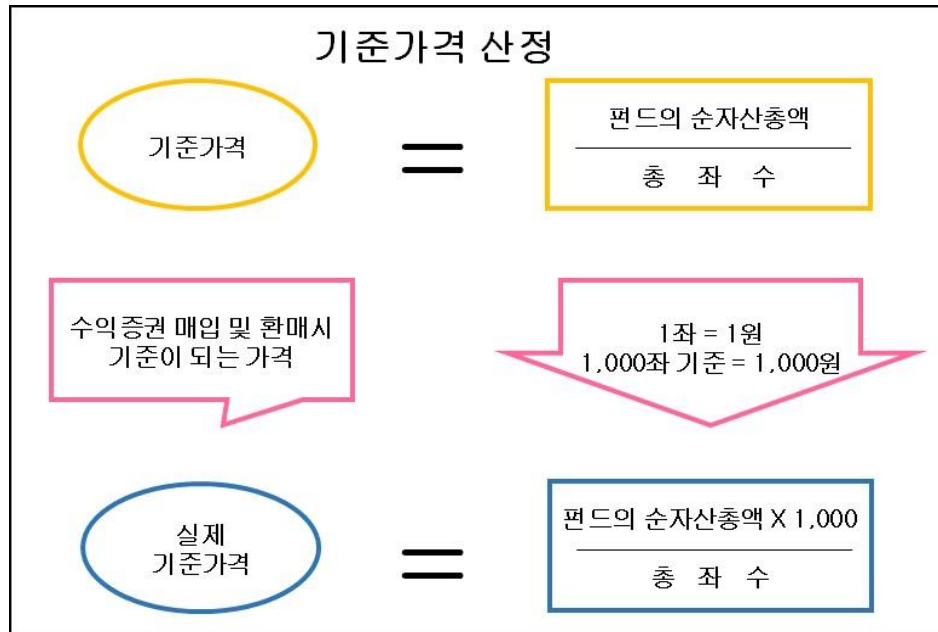 기준가격 산정
기준가격
=
펀드의 순자산총액
총 좌 수
수익증권 매입 및 환매시
기준이 되는 가격
1좌 = 1원
1,000좌 기준 = 1,000원
실제
기준가격
=
펀드의 순자산총액 X 1,000
총 좌 수